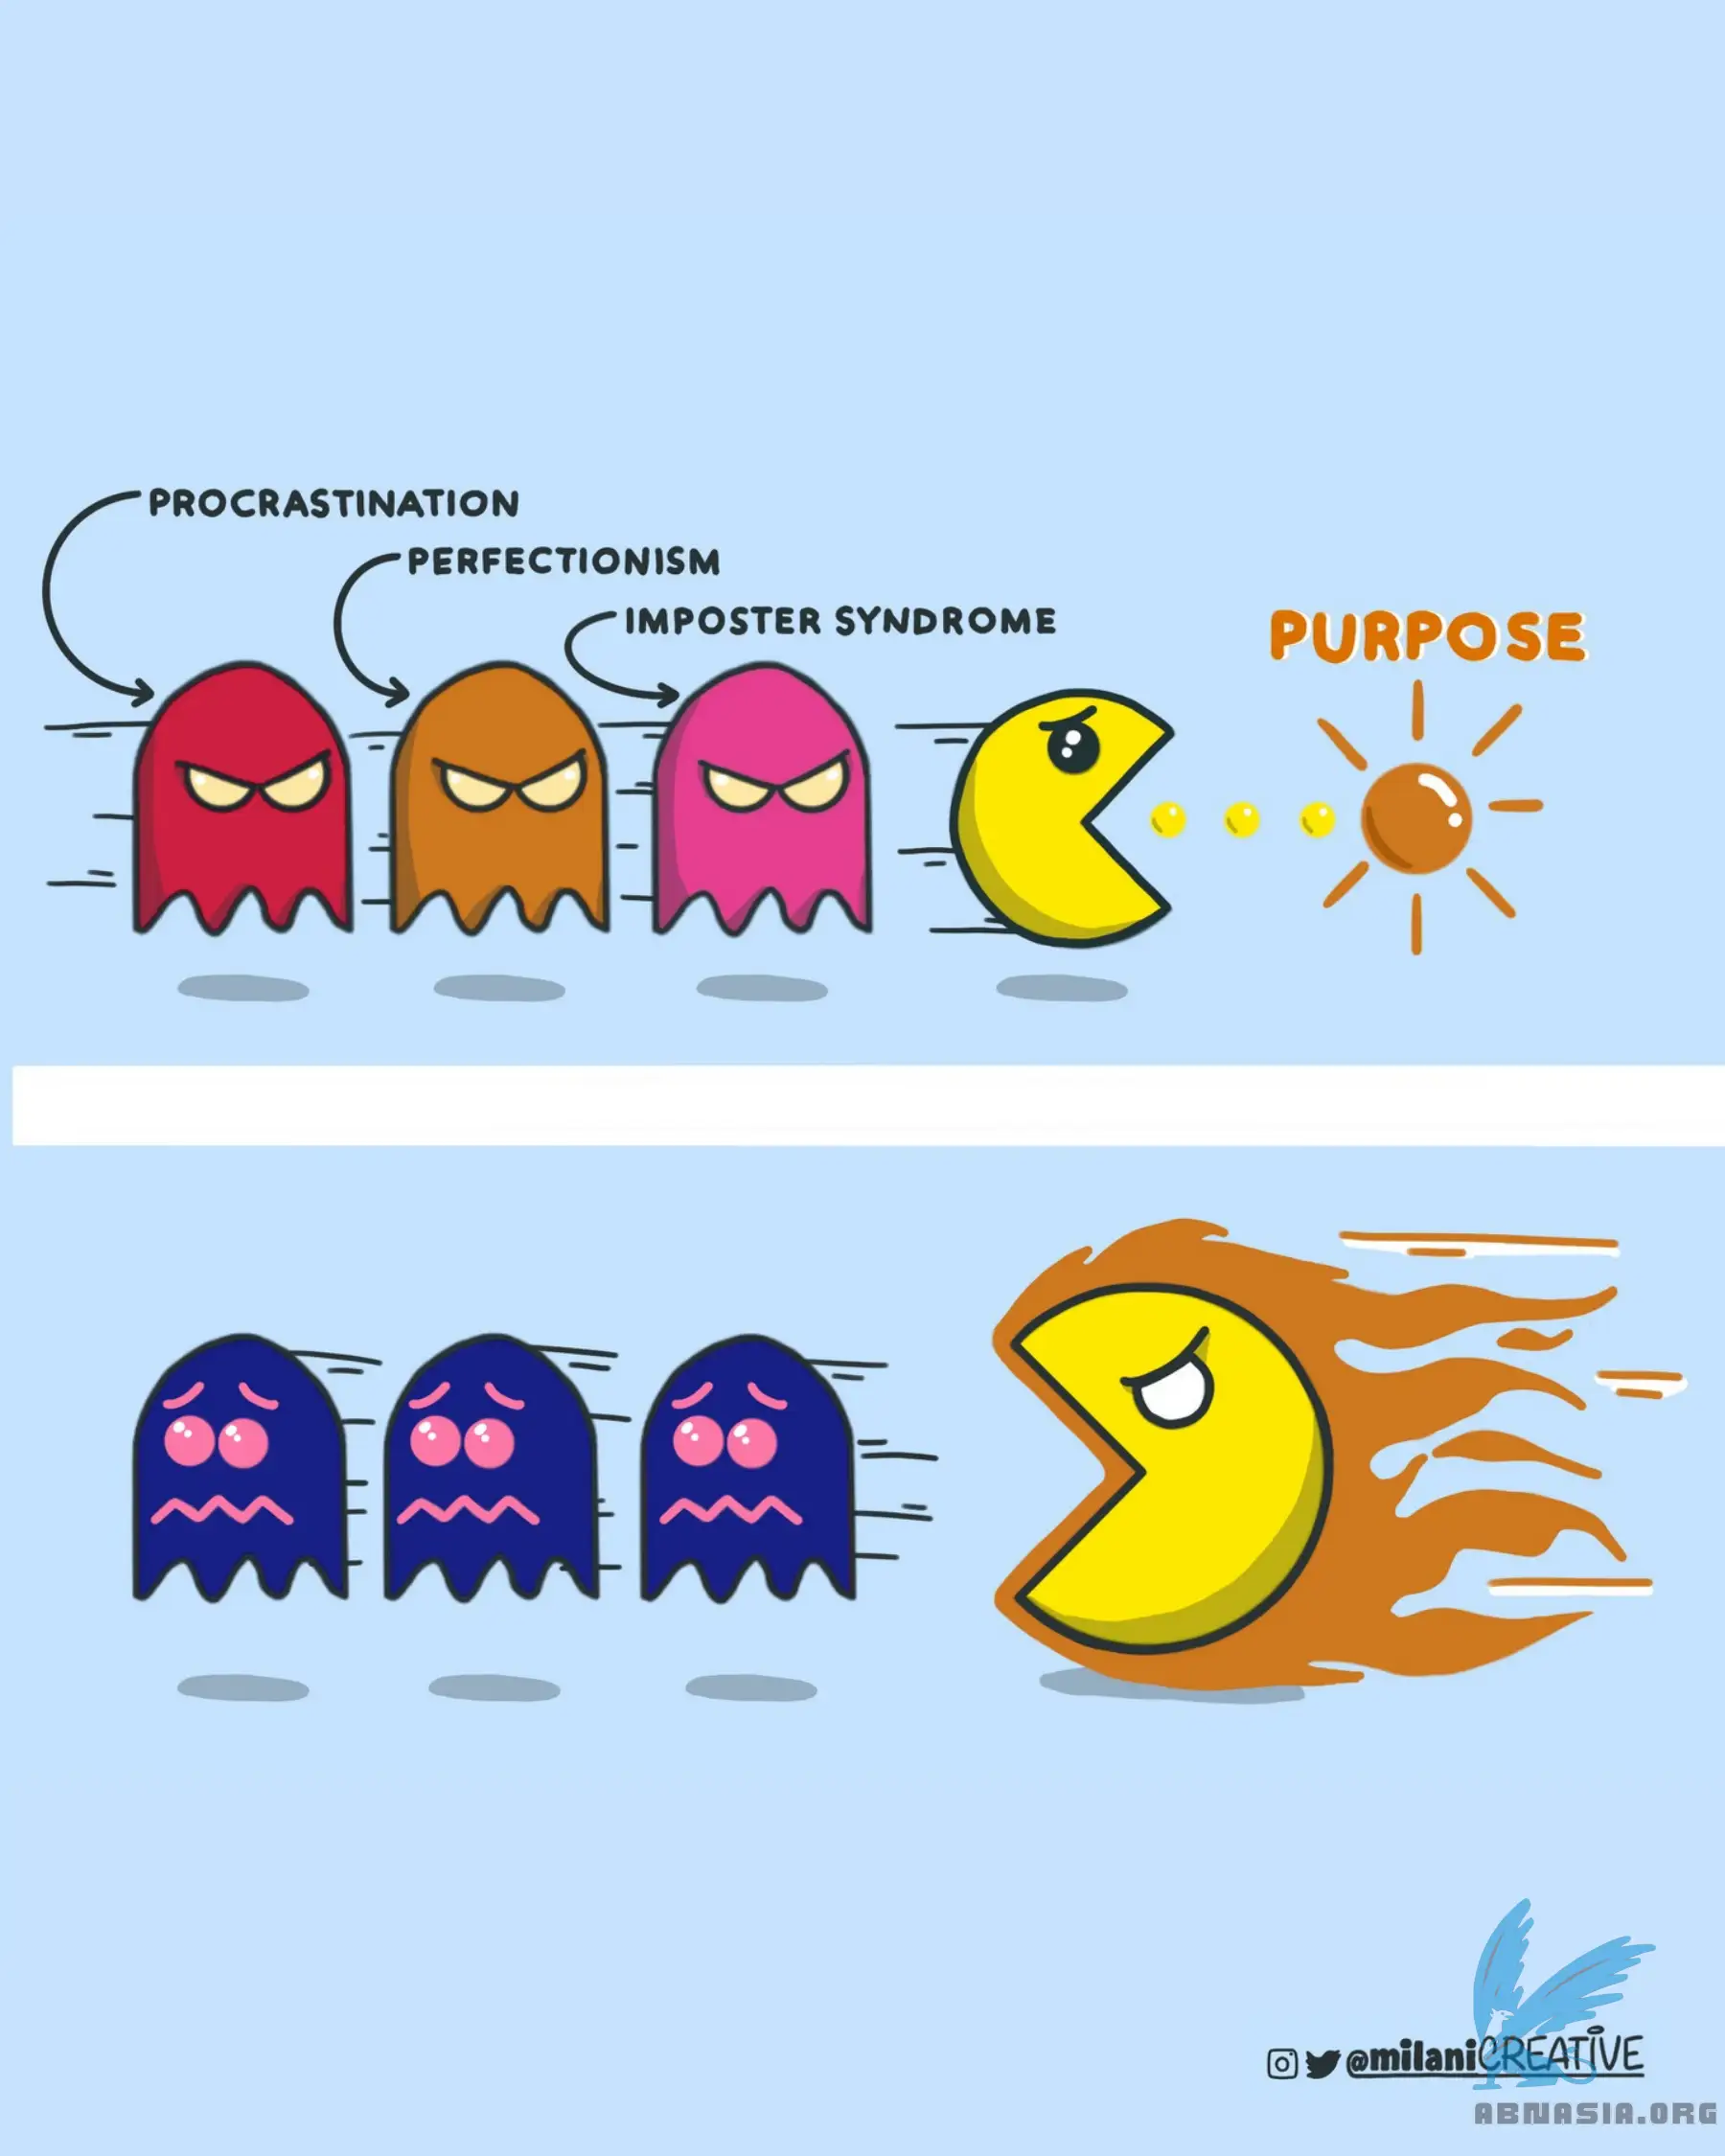 PROCRASTINATION
PERFECTIONISM
IMPOSTER SYNDROME
PURPOSE
@milaniCREATiVE
ABNASIA.ORG